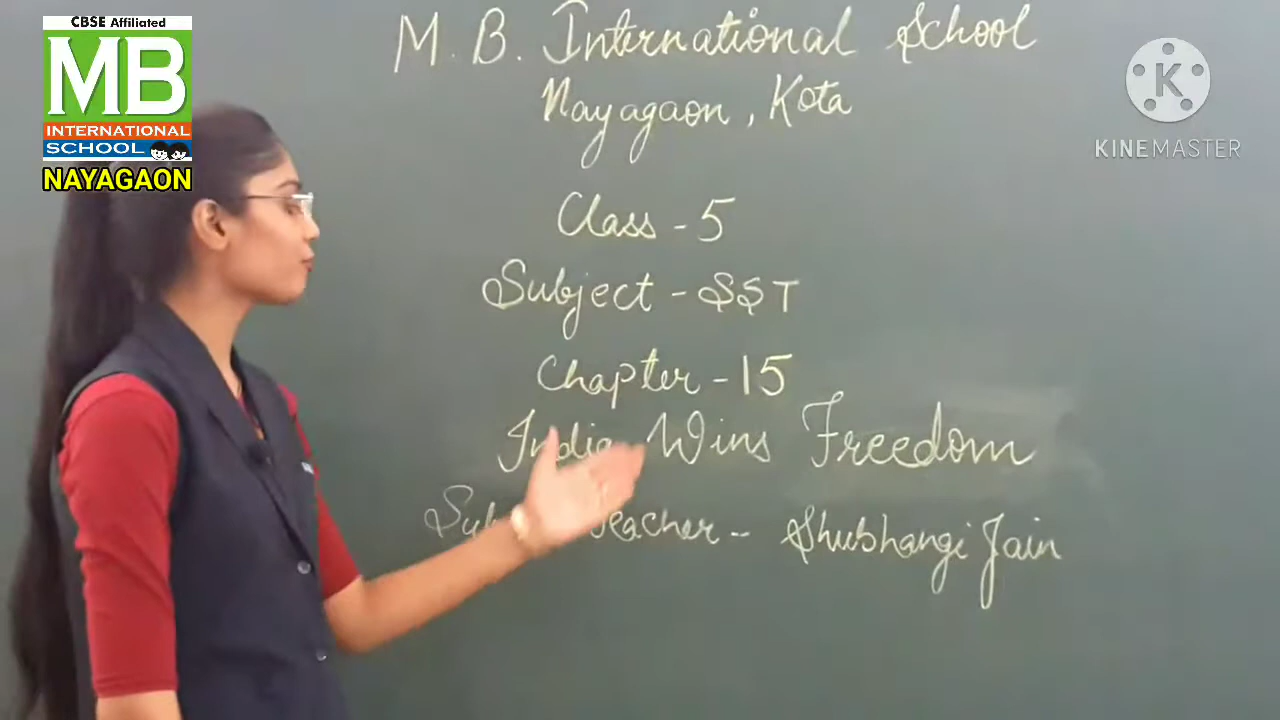 CBSE Affiliated
MB
INTERNATIONAL
SCHOOL
NAYAGAON
M. B. International School
Nayagaon, Kota
Class - 5
Subject - SST
Chapter - 15
India Wins Freedom
Teacher - Shubhangi Jain
K
KINEMASTER